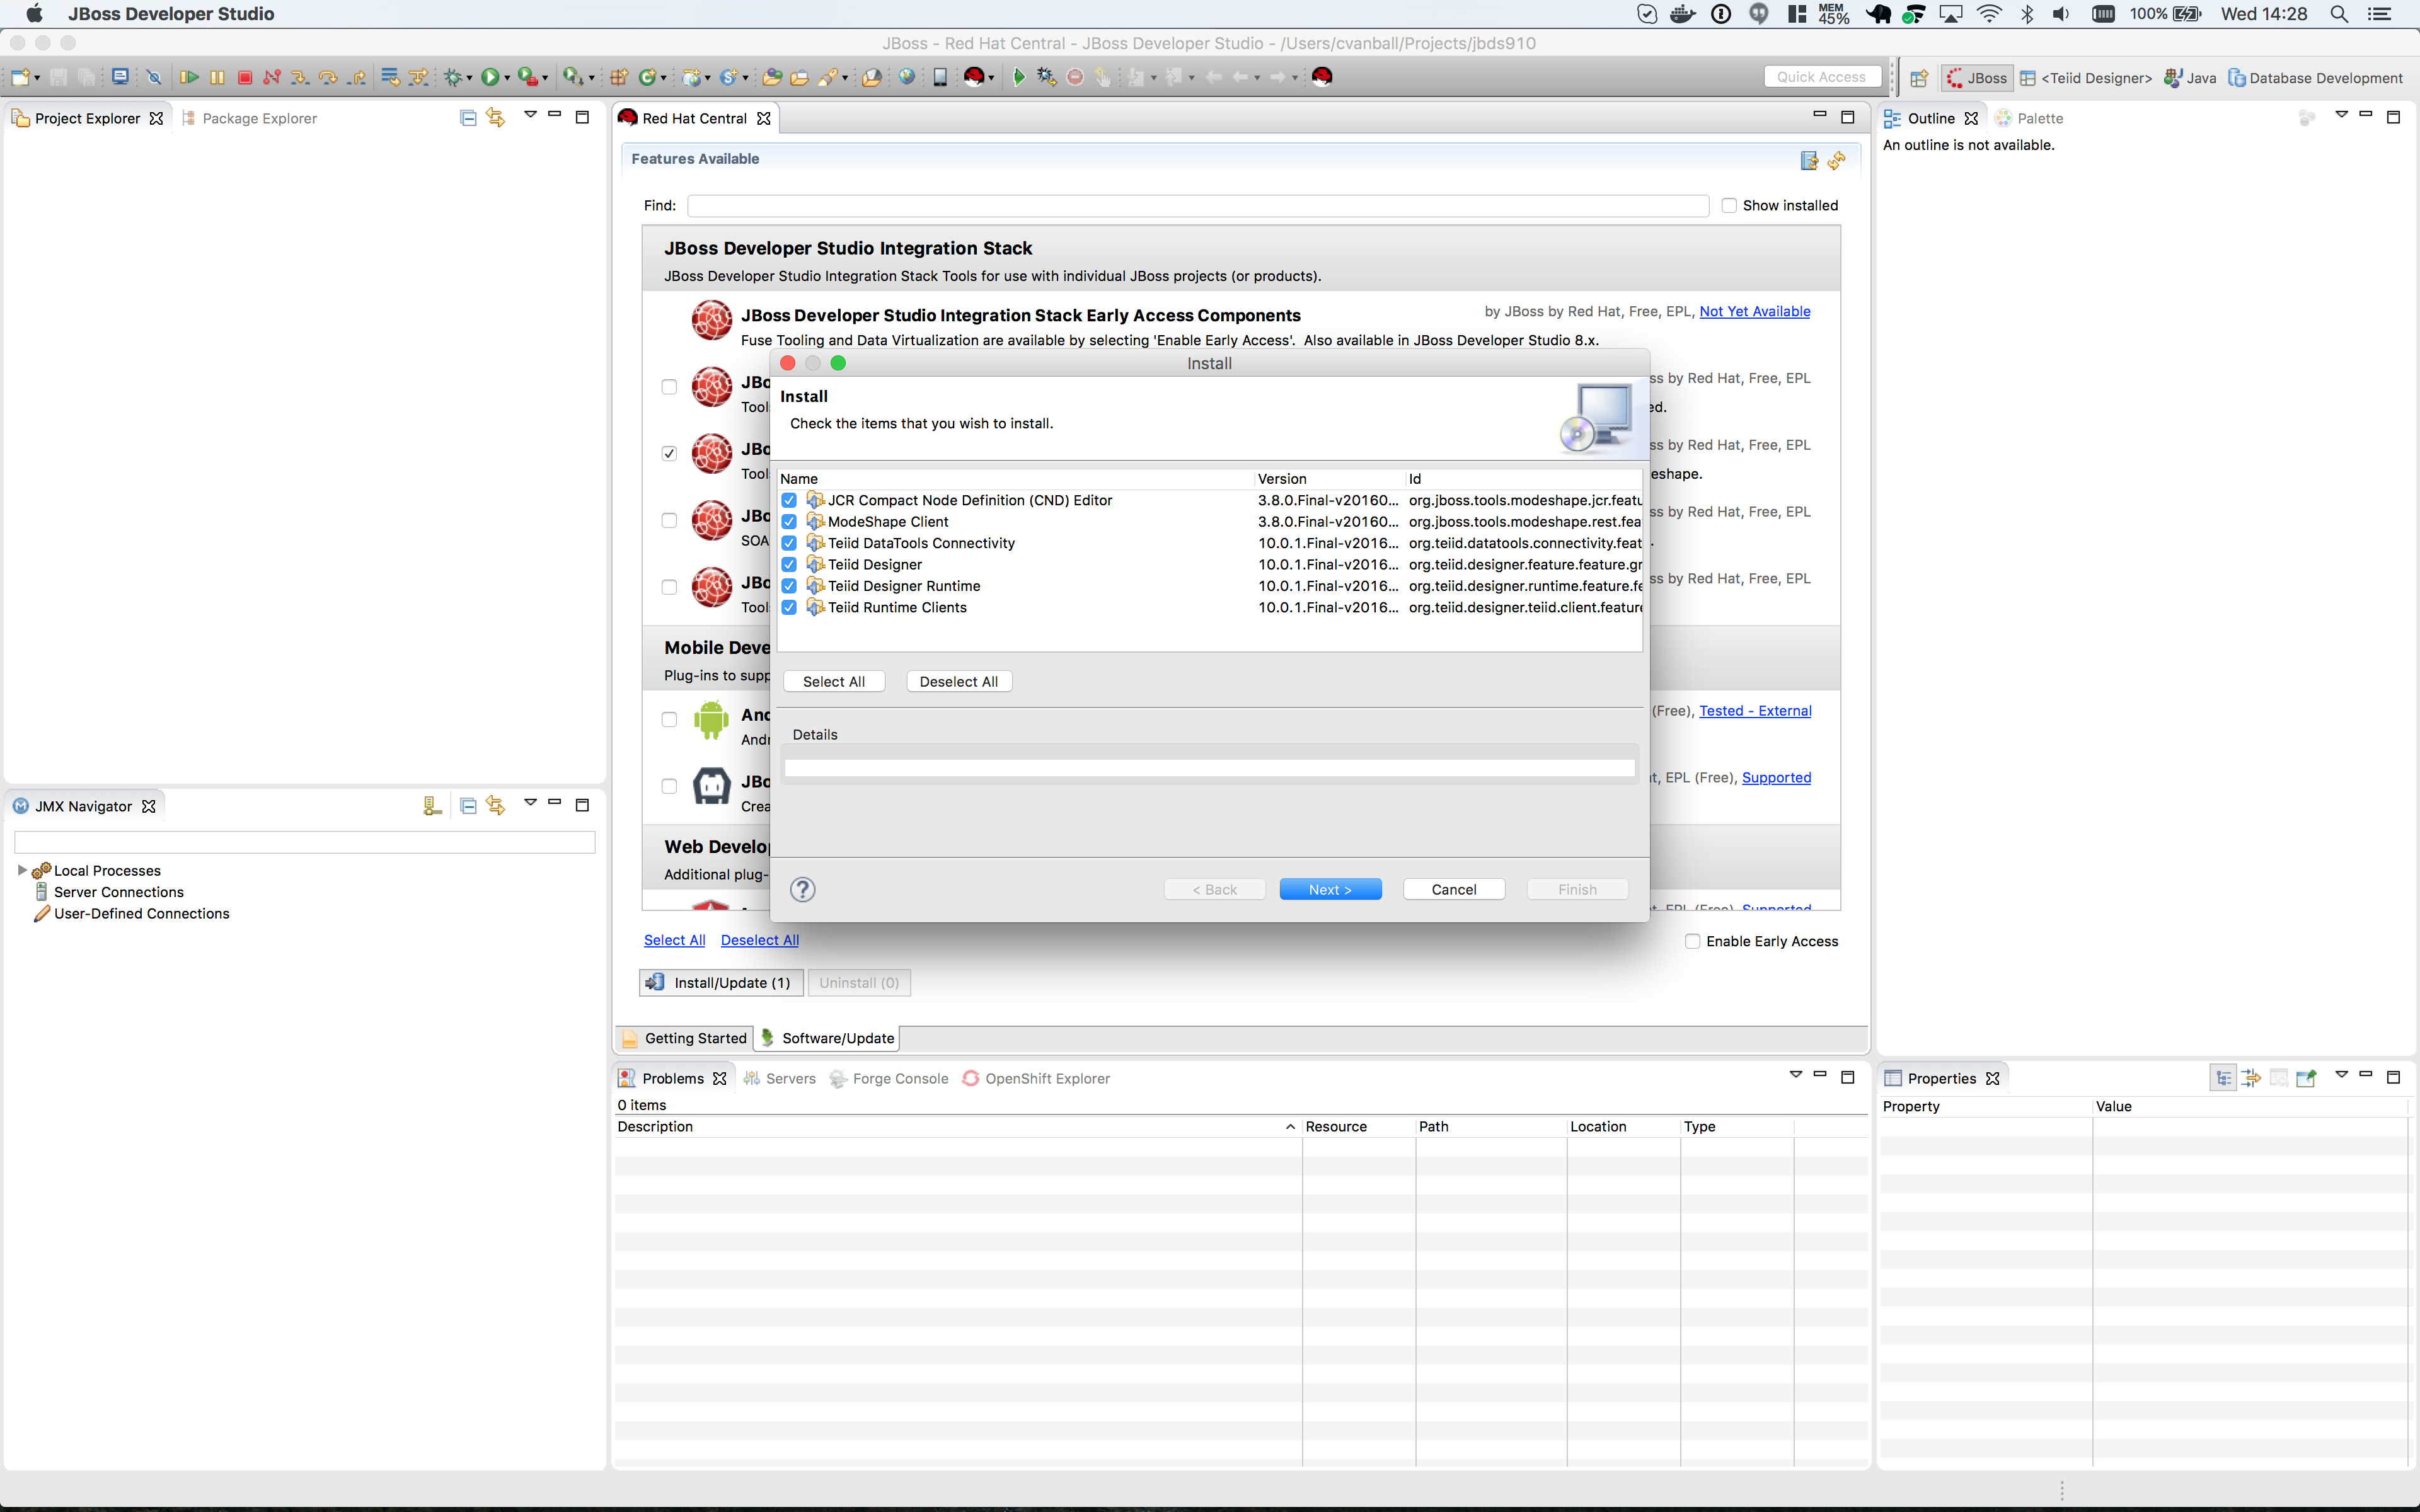 JBoss Developer Studio
MEM 45%
100%
Wed 14:28
JBoss - Red Hat Central - JBoss Developer Studio - /Users/cvanball/Projects/jbds910
Quick Access
JBoss
<Teiid Designer>
Java
Database Development
Project Explorer
Package Explorer
Red Hat Central
Outline
Palette
An outline is not available.
Features Available
Find:
Show installed
JBoss Developer Studio Integration Stack
JBoss Developer Studio Integration Stack Tools for use with individual JBoss projects (or products).
JBoss Developer Studio Integration Stack Early Access Components
by JBoss by Red Hat, Free, EPL, Not Yet Available
Fuse Tooling and Data Virtualization are available by selecting 'Enable Early Access'. Also available in JBoss Developer Studio 8.x.
JBo
ss by Red Hat, Free, EPL
Tool
ed.
JBo
ss by Red Hat, Free, EPL
Tool
eshape.
JBo
ss by Red Hat, Free, EPL
SOA
JBo
ss by Red Hat, Free, EPL
Tool
Mobile Deve
Plug-ins to supp
And
(Free), Tested - External
Andr
JBo
t, EPL (Free), Supported
Crea
Web Develop
Additional plug-
t, EPL (Free), Supported
Install
Install
Check the items that you wish to install.
Name Version Id
JCR Compact Node Definition (CND) Editor 3.8.0.Final-v20160... org.jboss.tools.modeshape.jcr.featu
ModeShape Client 3.8.0.Final-v20160... org.jboss.tools.modeshape.rest.fea
Teiid DataTools Connectivity 10.0.1.Final-v2016... org.teiid.datatools.connectivity.feat
Teiid Designer 10.0.1.Final-v2016... org.teiid.designer.feature.feature.gr
Teiid Designer Runtime 10.0.1.Final-v2016... org.teiid.designer.runtime.feature.fe
Teiid Runtime Clients 10.0.1.Final-v2016... org.teiid.designer.teiid.client.feature
Select All
Deselect All
Details
< Back
Next >
Cancel
Finish
Select All
Deselect All
Enable Early Access
Install/Update (1)
Uninstall (0)
Getting Started
Software/Update
JMX Navigator
Local Processes
Server Connections
User-Defined Connections
Problems
Servers
Forge Console
OpenShift Explorer
0 items
Description Resource Path Location Type
Properties
Property Value